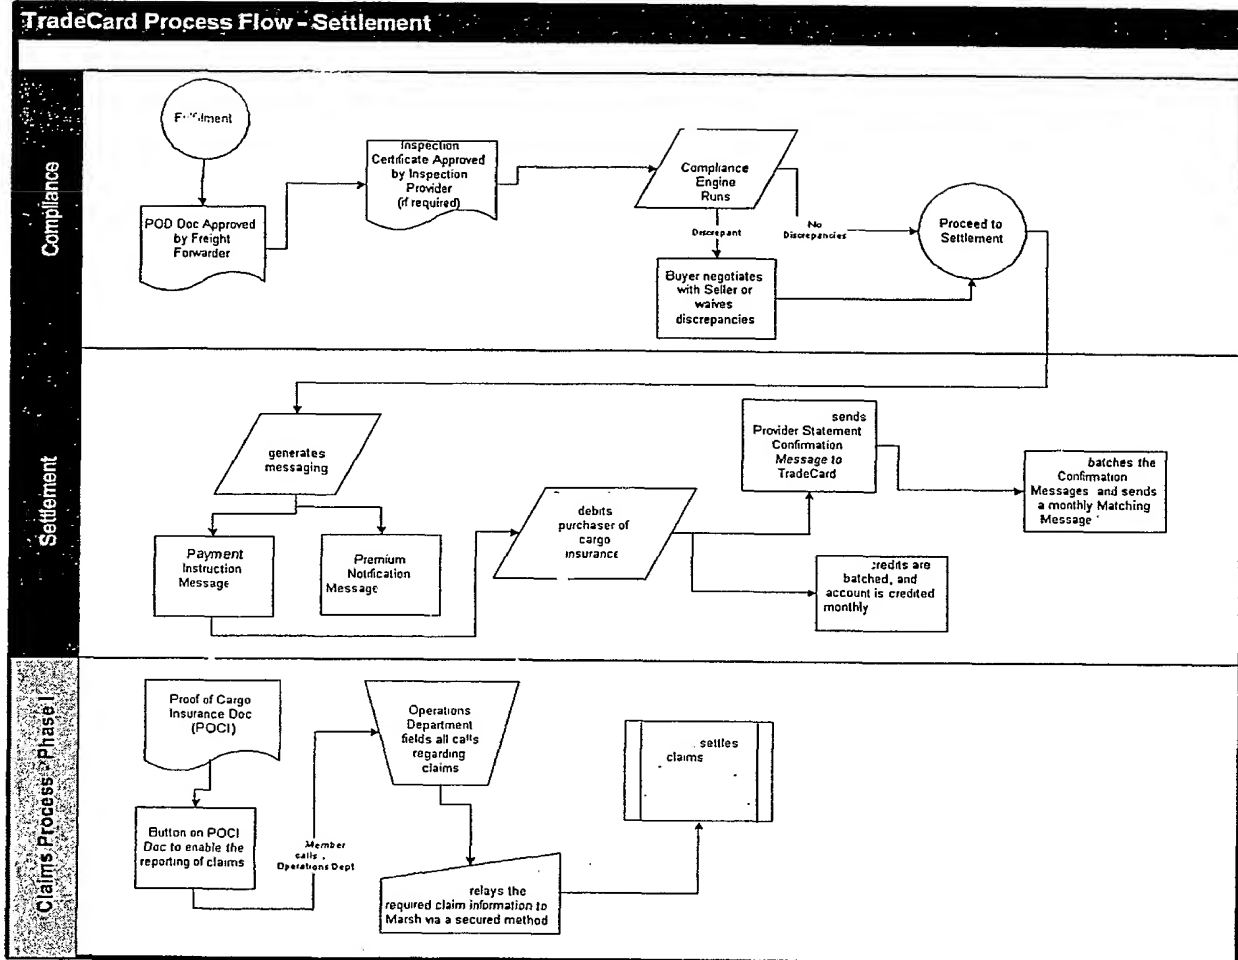 TradeCard Process Flow - Settlement
Compliance
Fulfilment
POD Doc Approved
by Freight
Forwarder
Inspection
Certificate Approved
by Inspection
Provider
(if required)
Compliance
Engine
Runs
Discrepant
No
Discrepancies
Buyer negotiates
with Seller or
waives
discrepancies
Proceed to
Settlement
Settlement
generates
messaging
Payment
Instruction
Message
Premium
Notification
Message
debits
purchaser of
cargo
insurance
sends
Provider Statement
Confirmation
Message to
TradeCard
batches the
Confirmation
Messages and sends
a monthly Matching
Message
credits are
batched, and
account is credited
monthly
Claims Process - Phase I
Proof of Cargo
Insurance Doc
(POCI)
Button on POCI
Doc to enable the
reporting of claims
Member
calls
Operations Dept
Operations
Department
fields all calls
regarding
claims
relays the
required claim information to
Marsh via a secured method
settles
claims